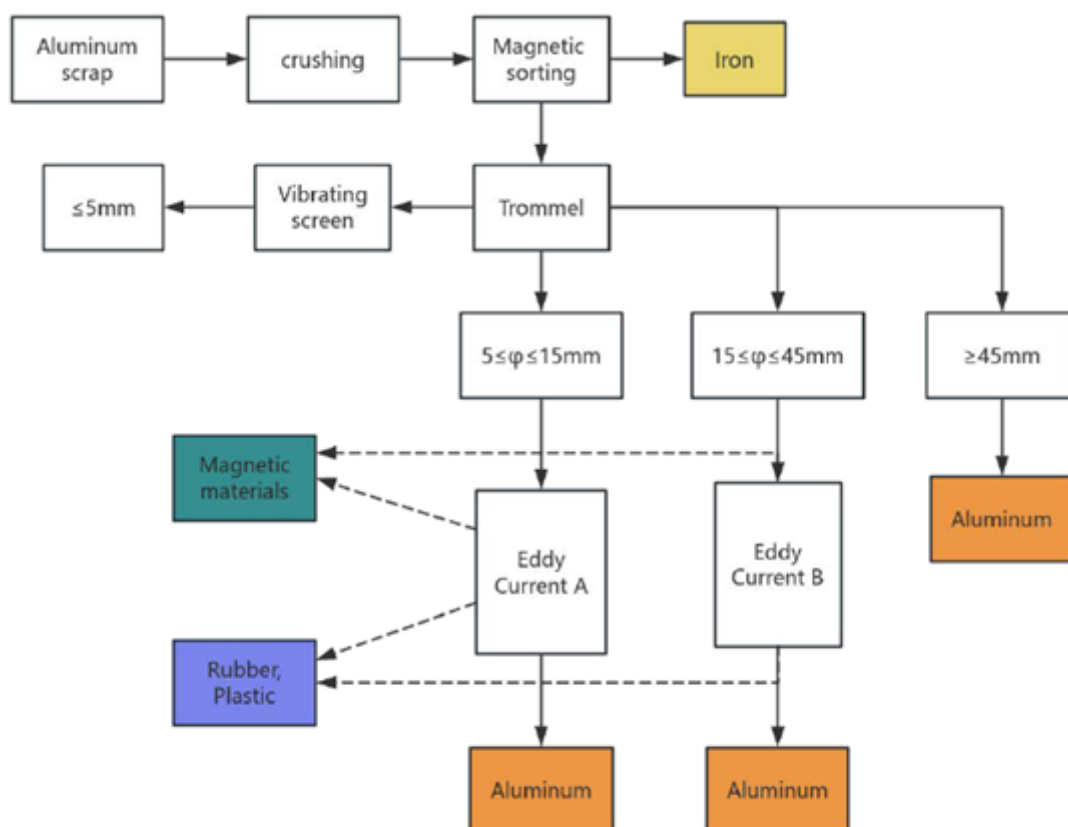 Aluminum
scrap
crushing
Magnetic
sorting
Iron
≤5mm
Vibrating
screen
Trommel
5≤φ≤15mm
15≤φ≤45mm
≥45mm
Magnetic
materials
Eddy
Current A
Eddy
Current B
Aluminum
Rubber,
Plastic
Aluminum
Aluminum